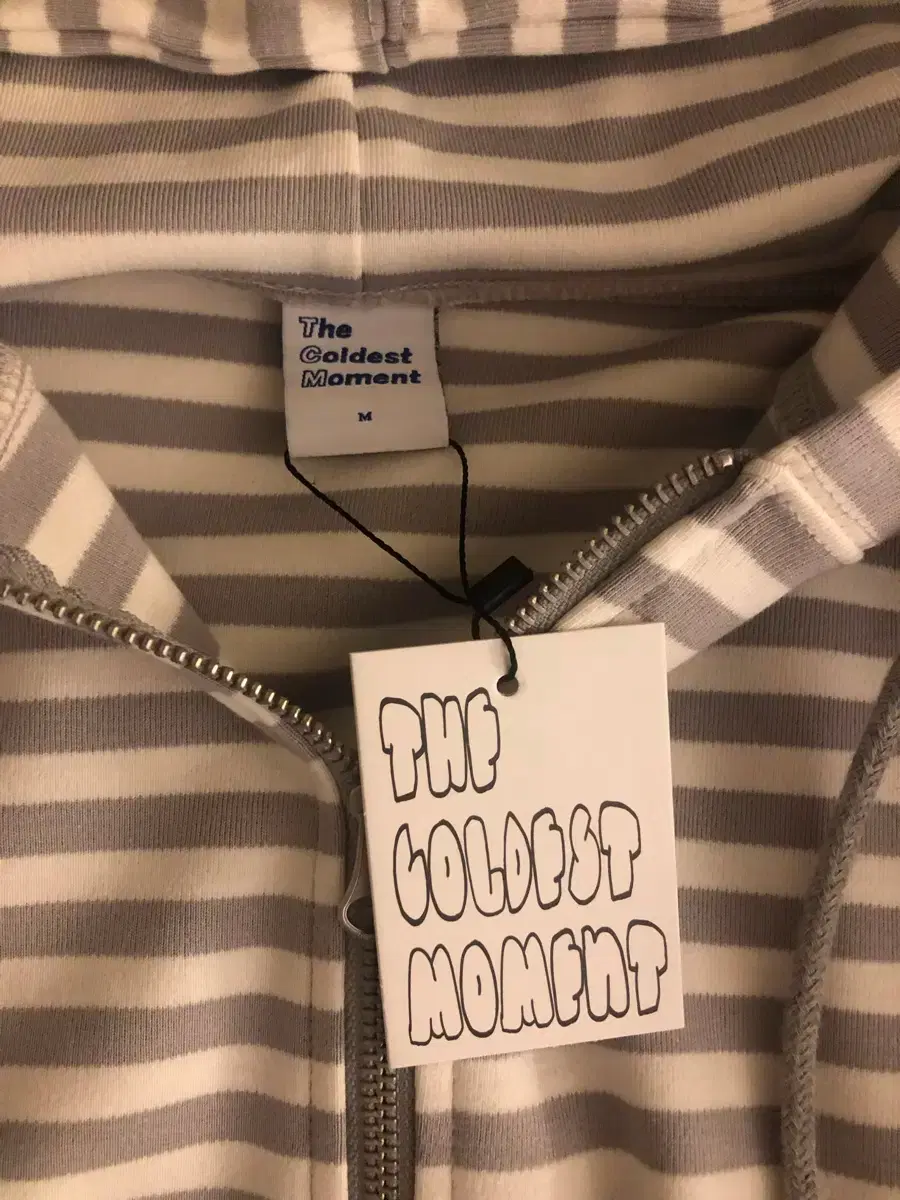 The
Coldest
Moment
M
THE
COLDEST
MOMENT